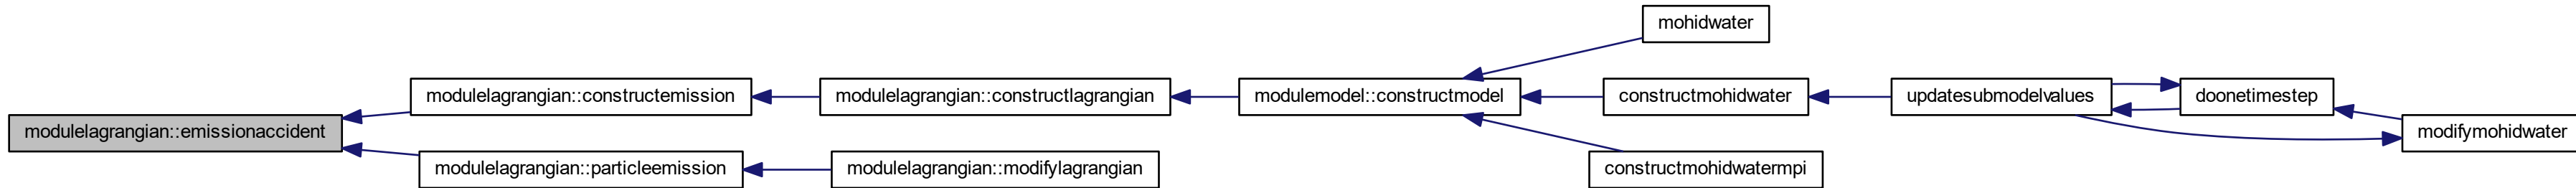 mohidwater
modulelagrangian::constructemission
modulelagrangian::constructlagrangian
modulemodel::constructmodel
constructmohidwater
updatesubmodelvalues
doonetimestep
modulelagrangian::emissionaccident
modifymohidwater
modulelagrangian::particleemission
modulelagrangian::modifylagrangian
constructmohidwatermpi